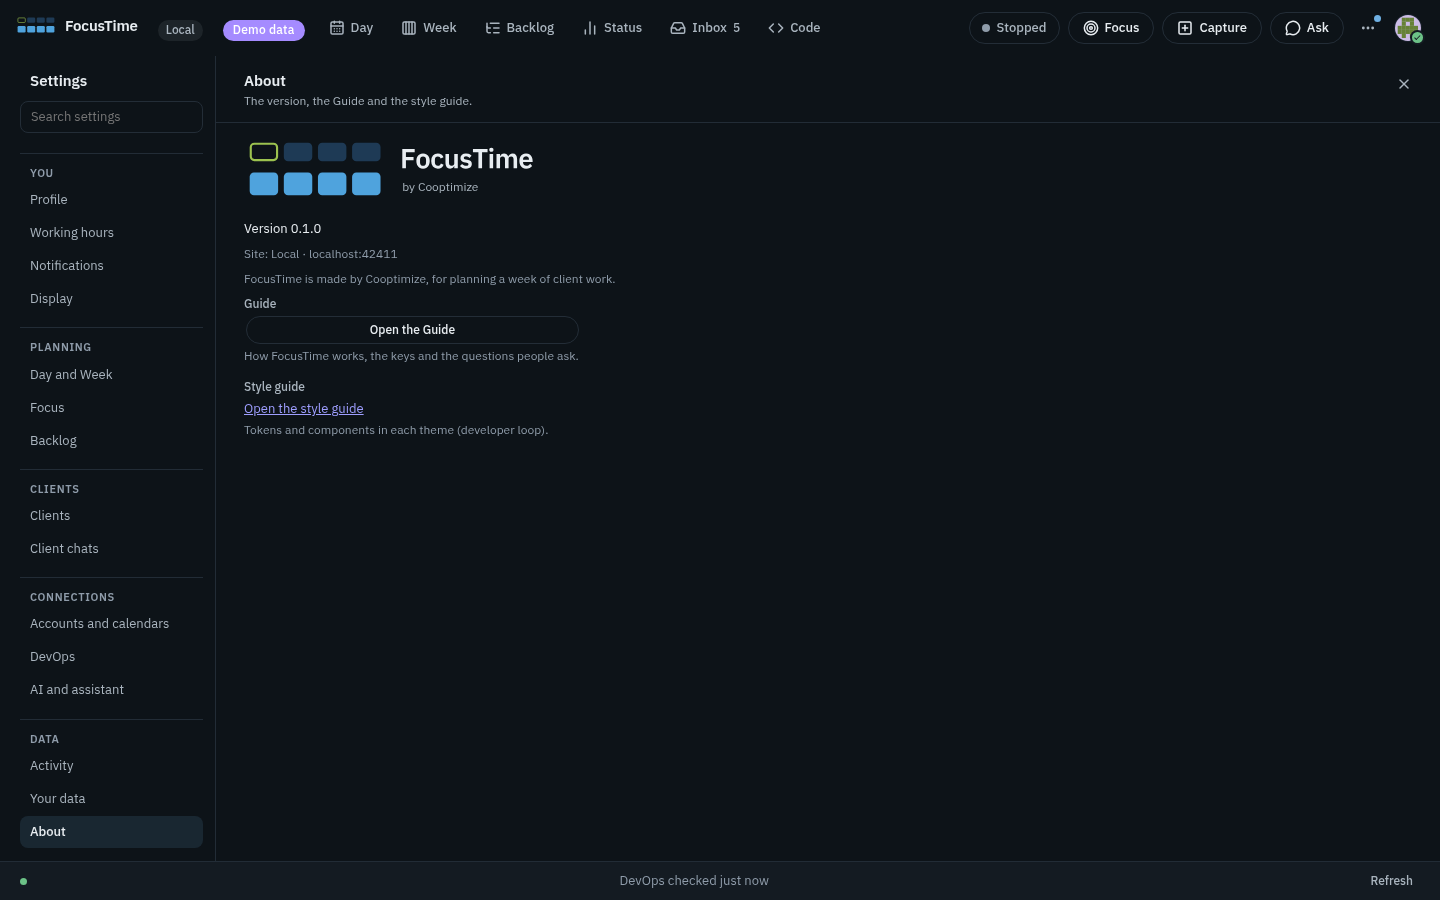 FocusTime
Local
Demo data
Day
Week
Backlog
Status
Inbox 5
Code
Stopped
Focus
Capture
Ask
Settings
Search settings
YOU
Profile
Working hours
Notifications
Display
PLANNING
Day and Week
Focus
Backlog
CLIENTS
Clients
Client chats
CONNECTIONS
Accounts and calendars
DevOps
AI and assistant
DATA
Activity
Your data
About
About
The version, the Guide and the style guide.
FocusTime
by Cooptimize
Version 0.1.0
Site: Local · localhost:42411
FocusTime is made by Cooptimize, for planning a week of client work.
Guide
Open the Guide
How FocusTime works, the keys and the questions people ask.
Style guide
Open the style guide
Tokens and components in each theme (developer loop).
DevOps checked just now
Refresh